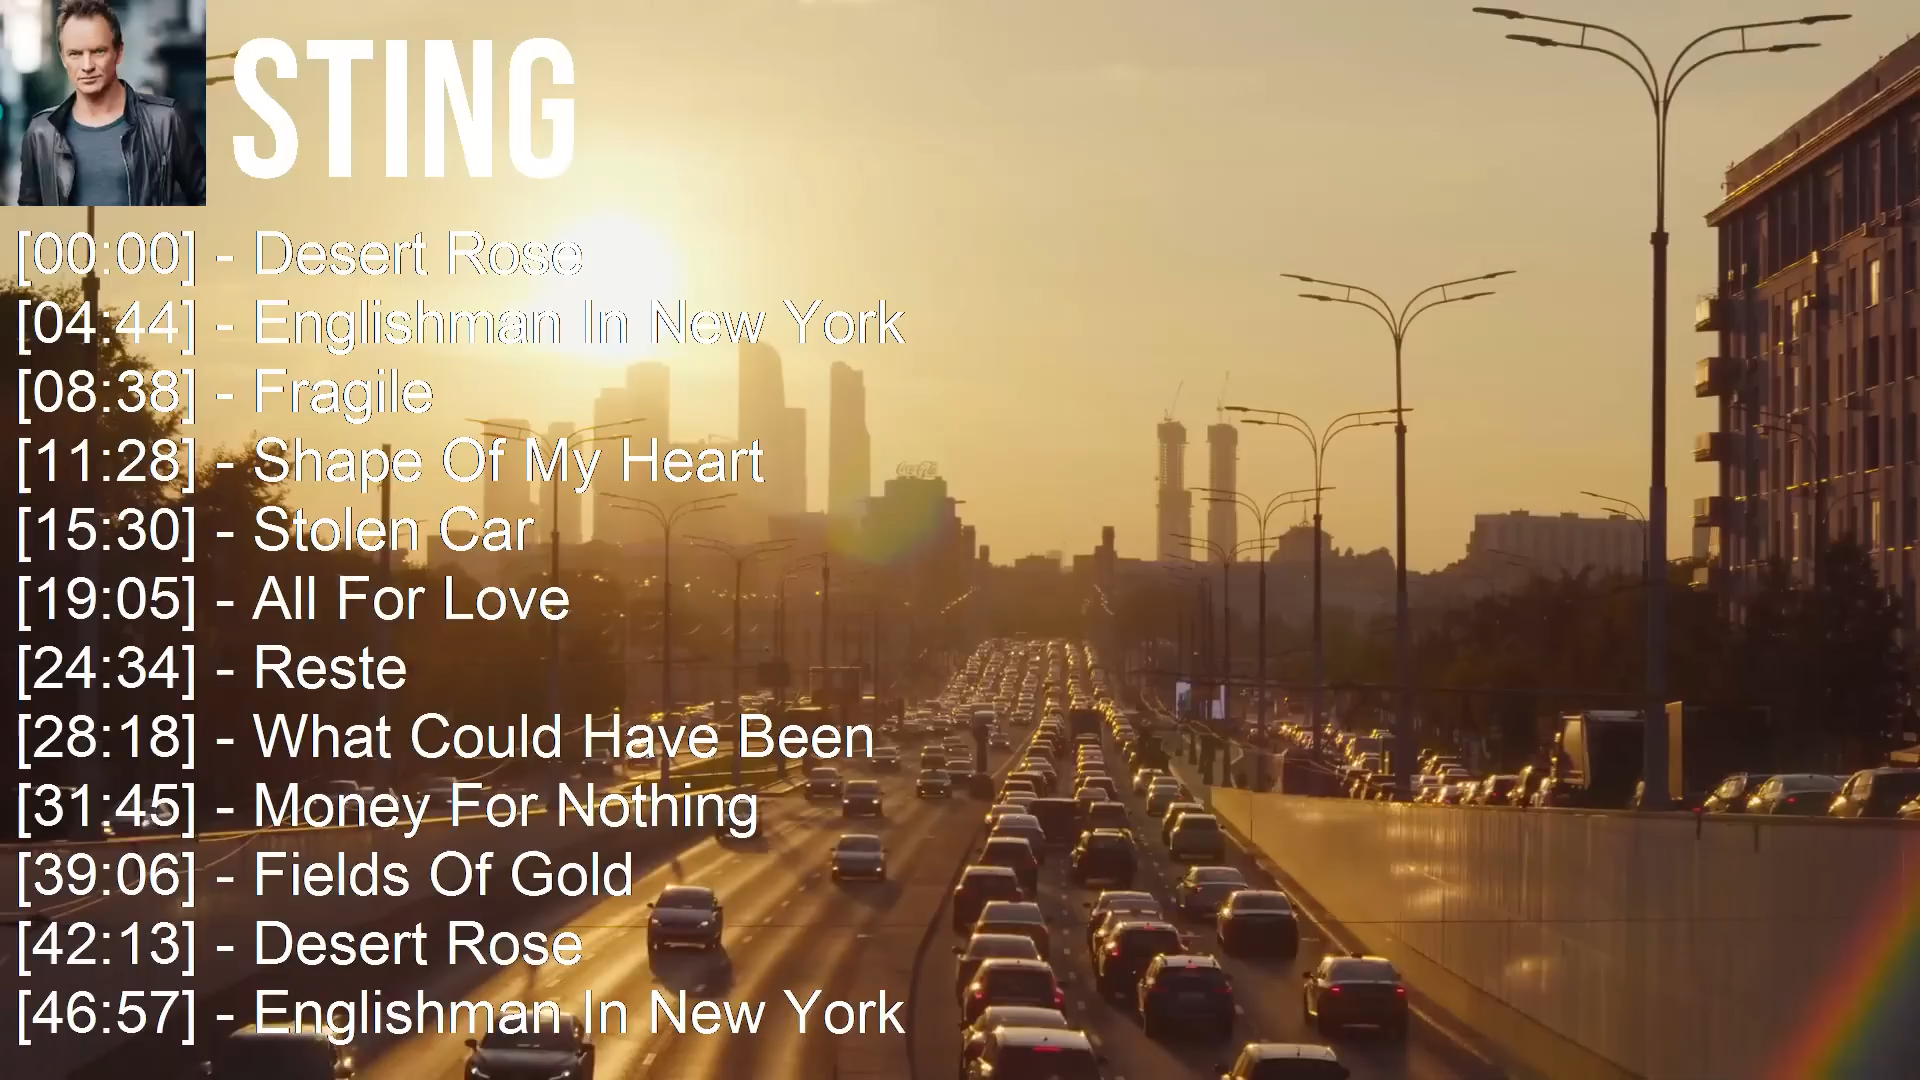 STING
[00:00] - Desert Rose
[04:44] - Englishman In New York
[08:38] - Fragile
[11:28] - Shape Of My Heart
[15:30] - Stolen Car
[19:05] - All For Love
[24:34] - Reste
[28:18] - What Could Have Been
[31:45] - Money For Nothing
[39:06] - Fields Of Gold
[42:13] - Desert Rose
[46:57] - Englishman In New York
Coca-Cola